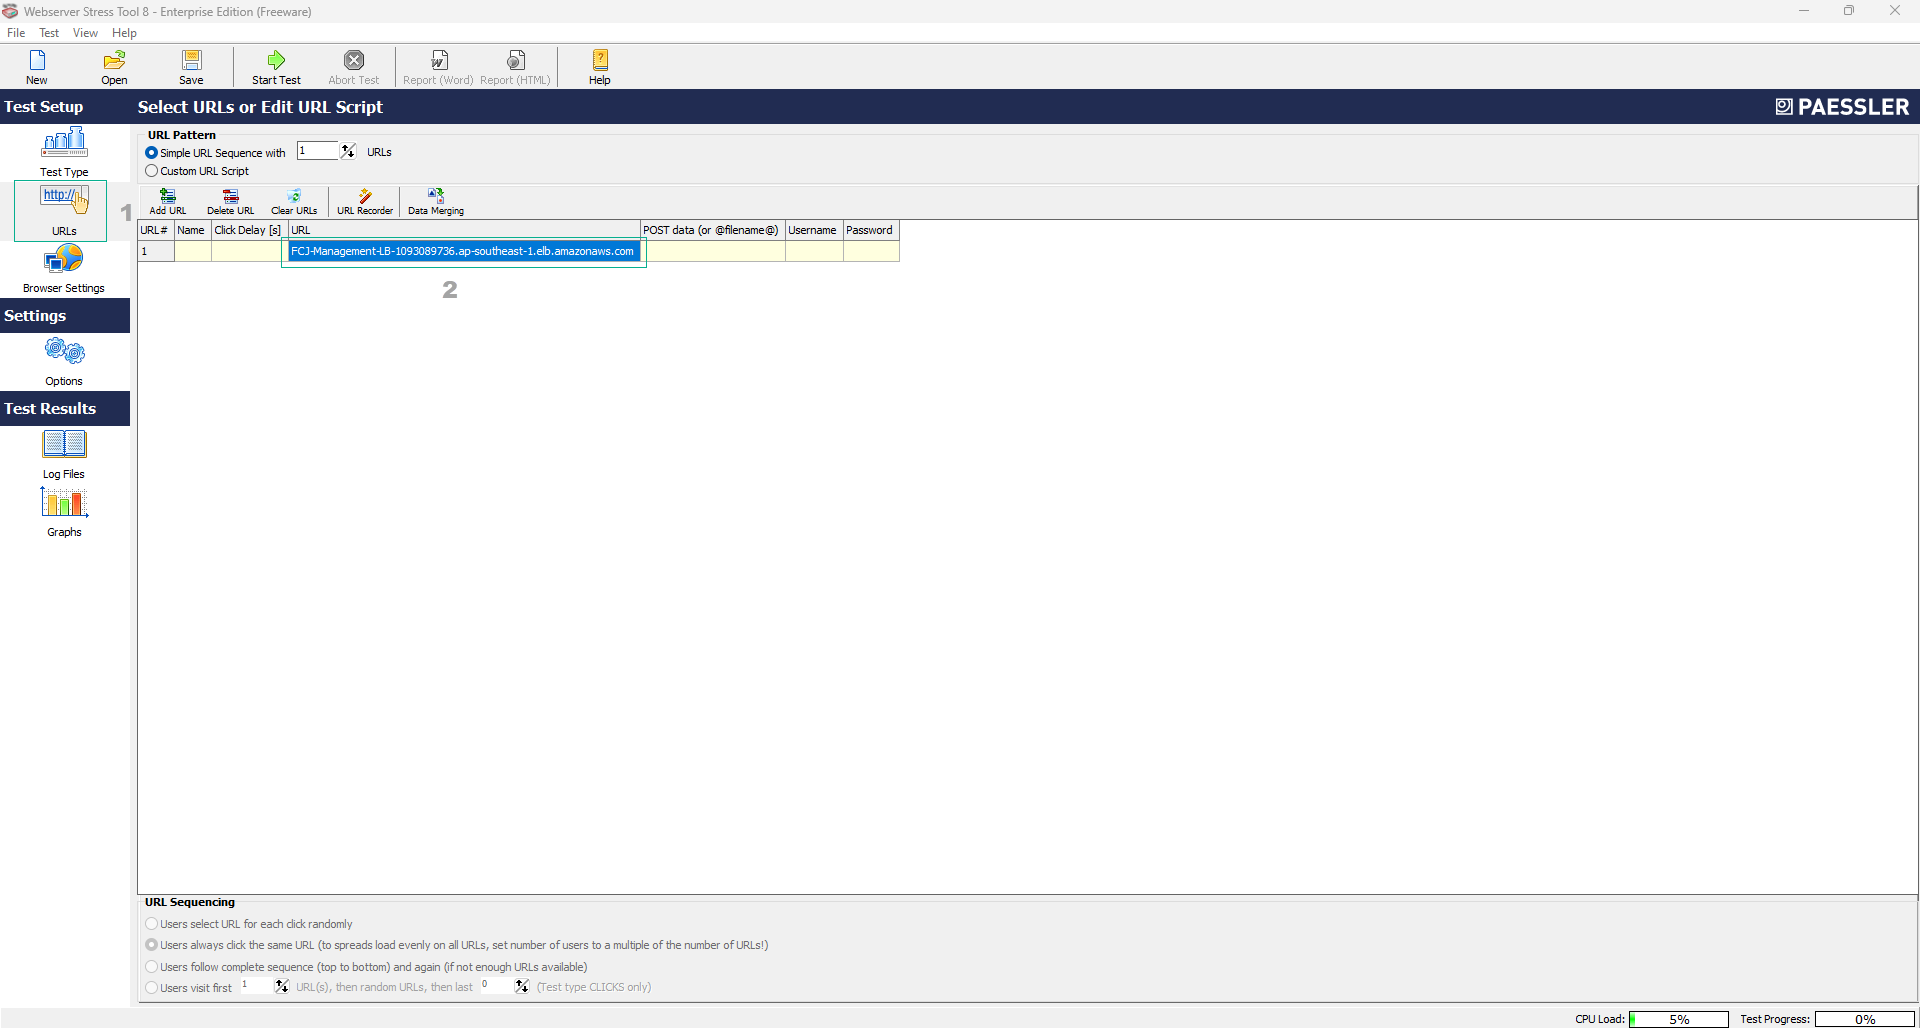 Webserver Stress Tool 8 - Enterprise Edition (Freeware)
File Test View Help
New Open Save Start Test Abort Test Report (Word) Report (HTML) Help
Test Setup
Select URLs or Edit URL Script
PAESSLER
Test Type
http://
URLs
1
Browser Settings
Settings
Options
Test Results
Log Files
Graphs
URL Pattern
Simple URL Sequence with 1 URLs
Custom URL Script
Add URL Delete URL Clear URLs URL Recorder Data Merging
URL# Name Click Delay [s] URL POST data (or @filename@) Username Password
1 FCJ-Management-LB-1093089736.ap-southeast-1.elb.amazonaws.com
2
URL Sequencing
Users select URL for each click randomly
Users always click the same URL (to spreads load evenly on all URLs, set number of users to a multiple of the number of URLs!)
Users follow complete sequence (top to bottom) and again (if not enough URLs available)
Users visit first 1 URL(s), then random URLs, then last 0 (Test type CLICKS only)
CPU Load: 5% Test Progress: 0%